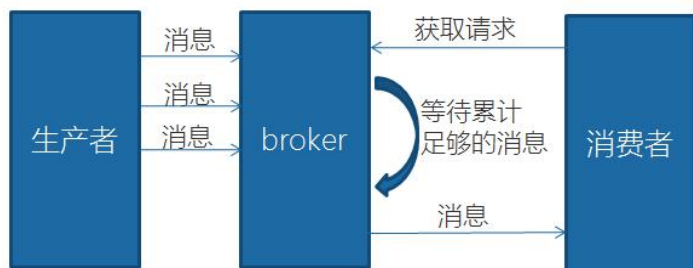 消息
获取请求
消息
等待累计
足够的消息
生产者
消息
broker
消费者
消息